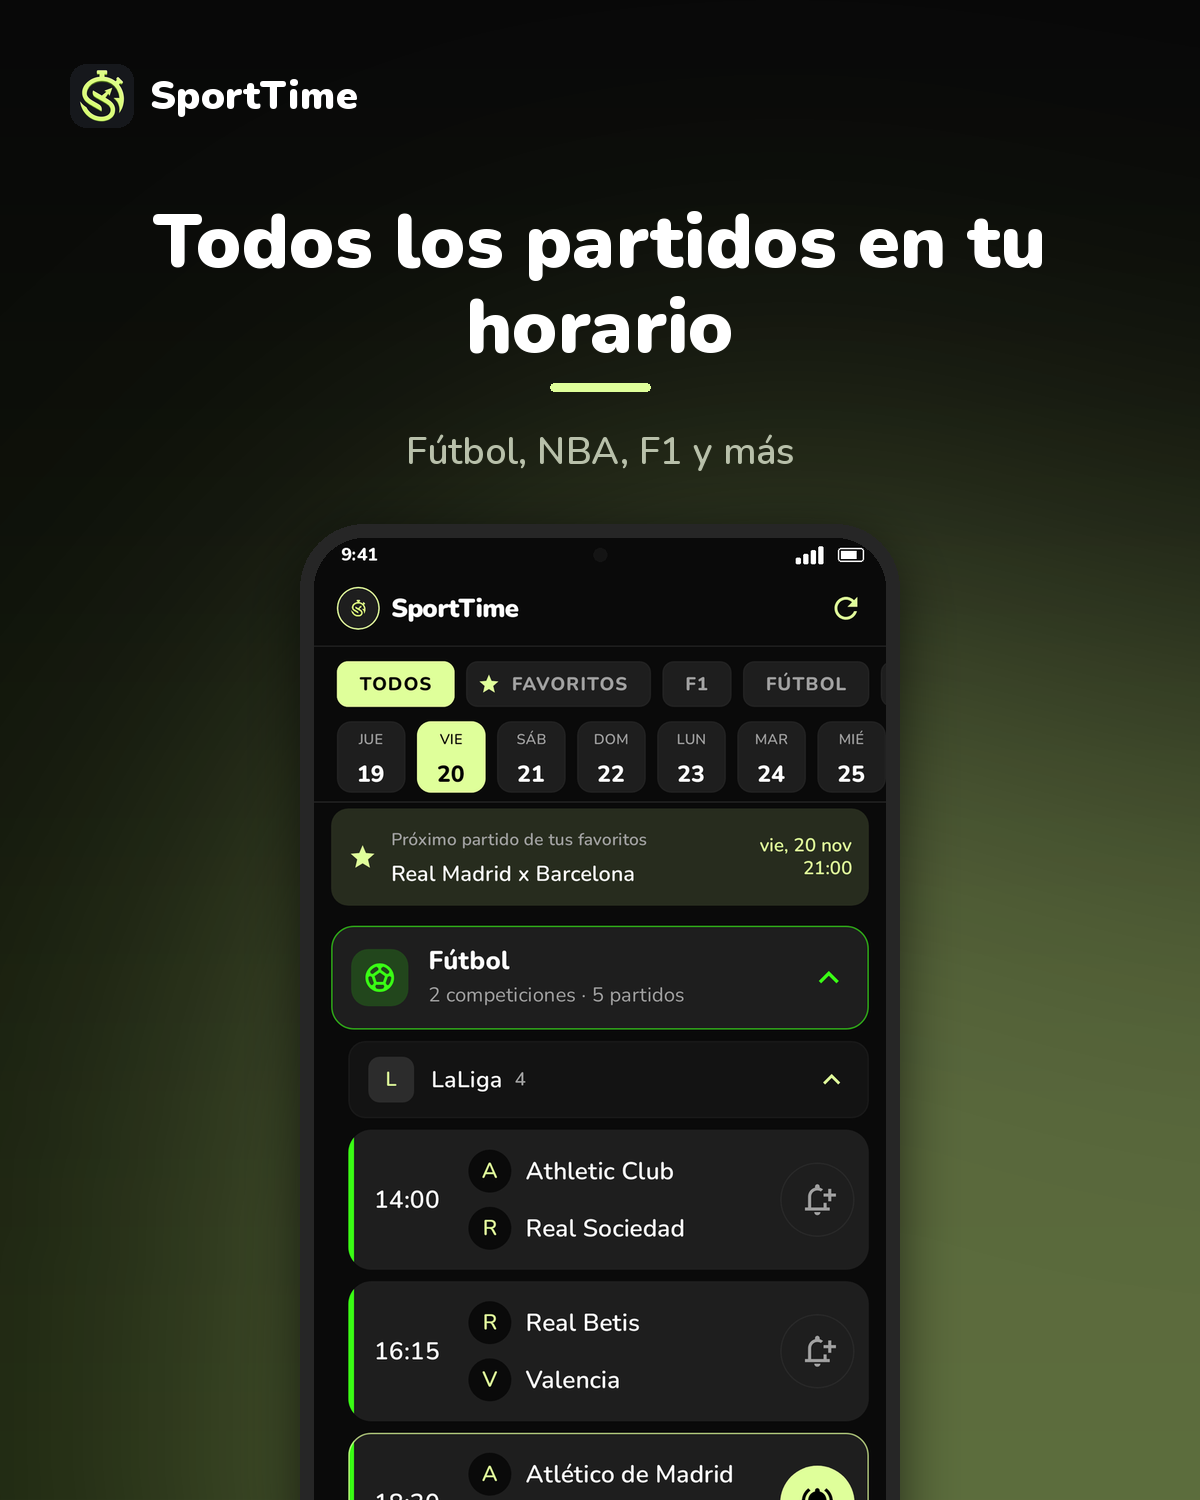 SportTime
Todos los partidos en tu
horario
Fútbol, NBA, F1 y más
9:41
SportTime
TODOS
FAVORITOS
F1
FÚTBOL
JUE
19
VIE
20
SÁB
21
DOM
22
LUN
23
MAR
24
MIÉ
25
Próximo partido de tus favoritos
Real Madrid x Barcelona
vie, 20 nov
21:00
Fútbol
2 competiciones · 5 partidos
L
LaLiga 4
14:00
A
Athletic Club
R
Real Sociedad
16:15
R
Real Betis
V
Valencia
A
Atlético de Madrid